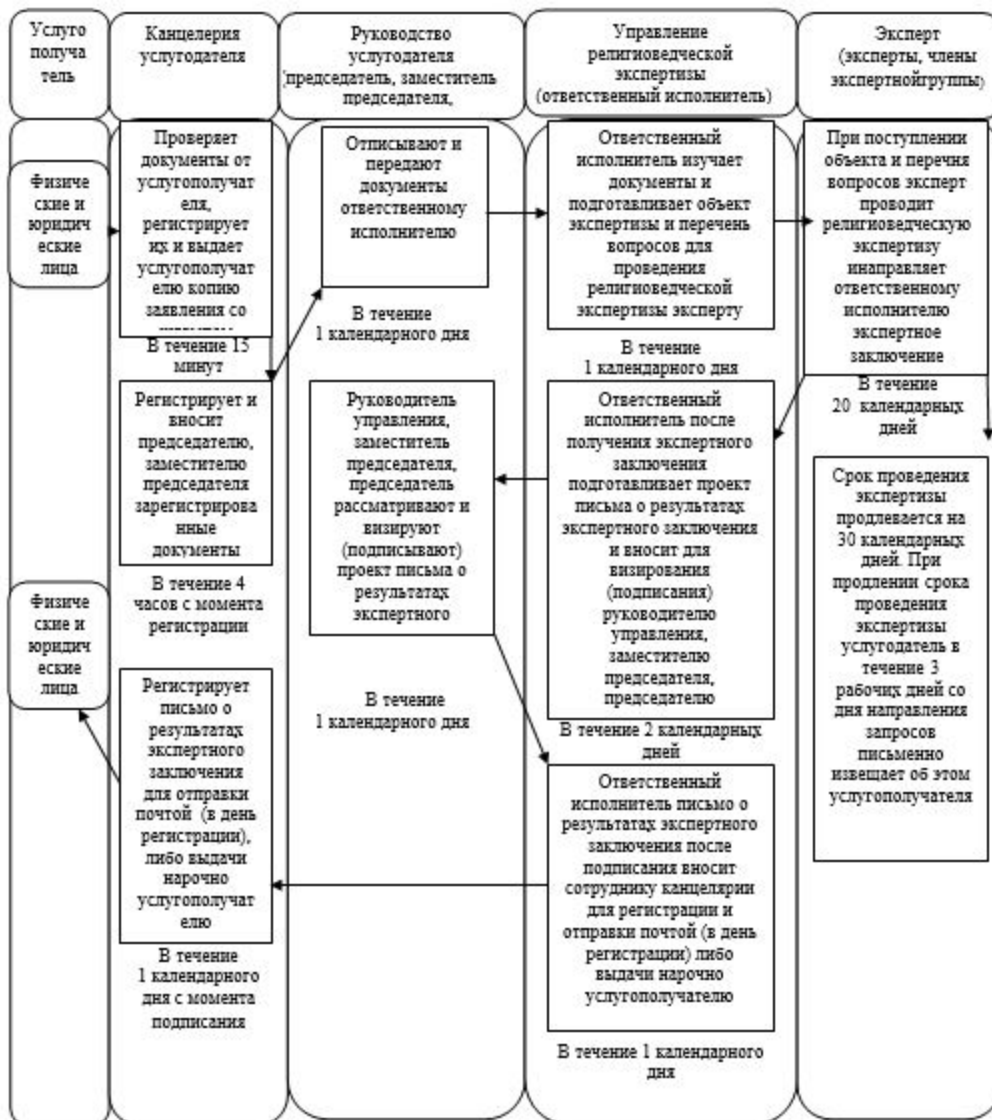 Услуго
получа
тель
Канцелерия
услугодателя
Руководство
услугодателя
(председатель, заместитель
председателя,
Управление
религиоведческой
экспертизы
(ответственный исполнитель)
Эксперт
(эксперты, члены
экспертнойгруппы)
Физиче
ские и
юридич
еские
лица
Проверяет
документы от
услугополучат
еля,
регистрирует
их и выдает
услугополучат
елю копию
заявления со
В течение 15
минут
Отписывают и
передают
документы
ответственному
исполнителю
В течение
1 календарного дня
Ответственный
исполнитель изучает
документы и
подготавливает объект
экспертизы и перечень
вопросов для
проведения
религиоведческой
экспертизы эксперту
В течение
1 календарного дня
При поступлении
объекта и перечня
вопросов эксперт
проводит
религиоведческую
экспертизу
инаправляет
ответственному
исполнителю
экспертное
заключение
В течение
20 календарных
дней
Регистрирует и
вносит
председателю,
заместителю
председателя
зарегистрирова
нные
документы
В течение 4
часов с момента
регистрации
Руководитель
управления,
заместитель
председателя,
председатель
рассматривают и
визируют
(подписывают)
проект письма о
результатах
экспертного
В течение
1 календарного дня
Ответственный
исполнитель после
получения экспертного
заключения
подготавливает проект
письма о результатах
экспертного заключения
и вносит для
визирования
(подписания)
руководителю
управления,
заместителю
председателя,
председателю
В течение 2 календарных
дней
Срок проведения
экспертизы
продлевается на
30 календарных
дней. При
продлении срока
проведения
экспертизы
услугодатель в
течение 3
рабочих дней со
дня направления
запросов
письменно
извещает об этом
услугополучателя
Физиче
ские и
юридич
еские
лица
Регистрирует
письмо о
результатах
экспертного
заключения
для отправки
почтой (в день
регистрации),
либо выдачи
нарочно
услугополучат
елю
В течение
1 календарного
дня с момента
подписания
Ответственный
исполнитель письмо о
результатах экспертного
заключения после
подписания вносит
сотруднику канцелярии
для регистрации и
отправки почтой (в день
регистрации) либо
выдачи нарочно
услугополучателю
В течение 1 календарного
дня